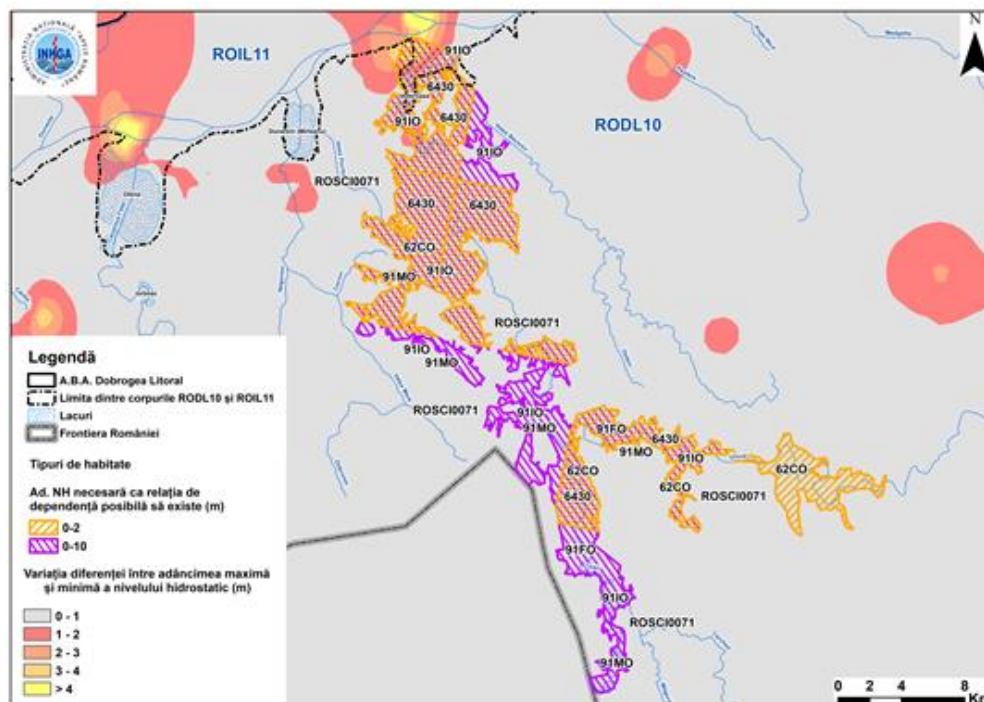 INHGA
N
ROIL11
RODL10
91IO
6430
91IO
6430
91IO
ROSCI0071
6430
6430
62CO
91IO
91MO
ROSCI0071
91IO
91MO
ROSCI0071
91IO
91MO
91FO
6430
91MO
91IO
62CO
62CO
62CO
ROSCI0071
6430
91FO
91IO
ROSCI0071
91MO
Oltina
Legendă
A.B.A. Dobrogea Litoral
Limita dintre corpurile RODL10 și ROIL11
Lacuri
Frontiera României
Tipuri de habitate
Ad. NH necesară ca relația de
dependență posibilă să existe (m)
0-2
0-10
Variația diferenței între adâncimea maximă
și minimă a nivelului hidrostatic (m)
0 - 1
1 - 2
2 - 3
3 - 4
> 4
0 2 4 8
Km